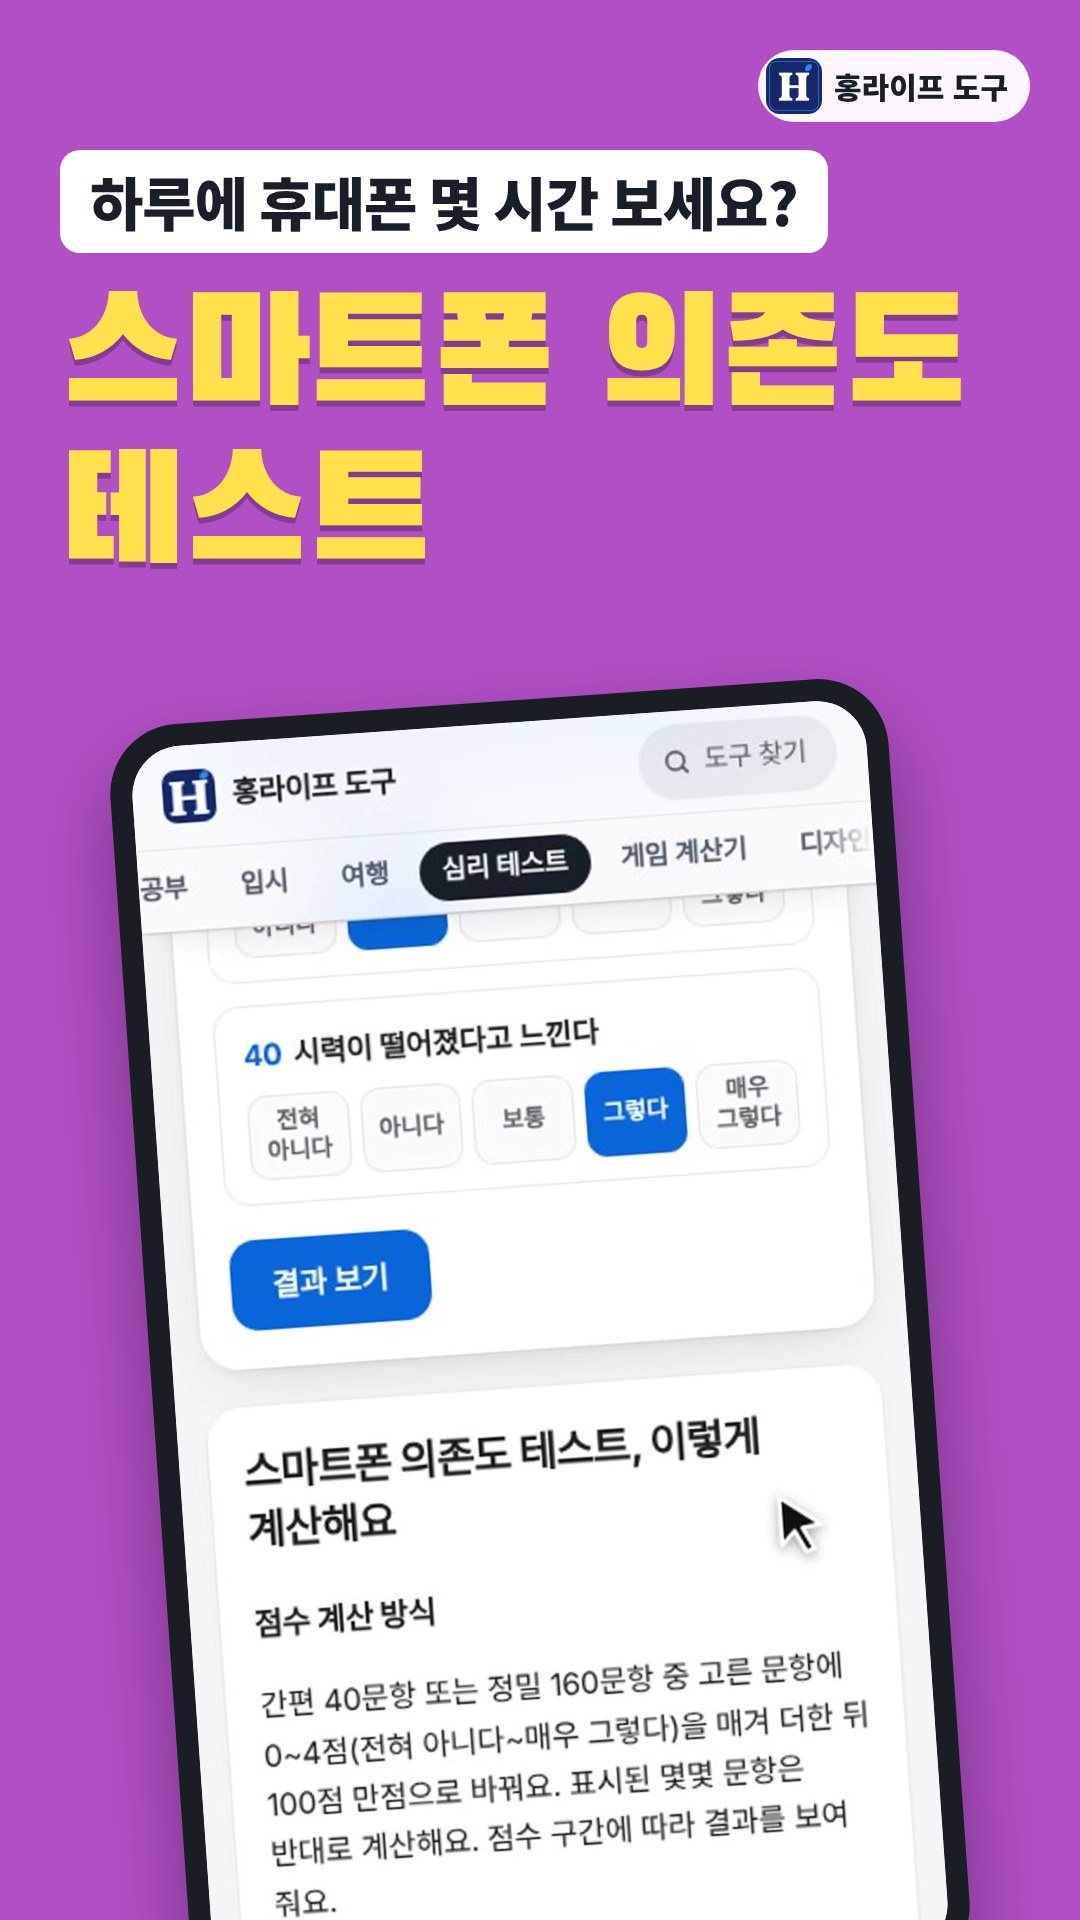 홍라이프 도구
하루에 휴대폰 몇 시간 보세요?
스마트폰 의존도
테스트
홍라이프 도구
도구 찾기
공부 입시 여행 심리 테스트 게임 계산기 디자인
아니다 그렇다
40 시력이 떨어졌다고 느낀다
전혀 아니다
아니다
보통
그렇다
매우 그렇다
결과 보기
스마트폰 의존도 테스트, 이렇게
계산해요
점수 계산 방식
간편 40문항 또는 정밀 160문항 중 고른 문항에
0~4점(전혀 아니다~매우 그렇다)을 매겨 더한 뒤
100점 만점으로 바꿔요. 표시된 몇몇 문항은
반대로 계산해요. 점수 구간에 따라 결과를 보여
줘요.